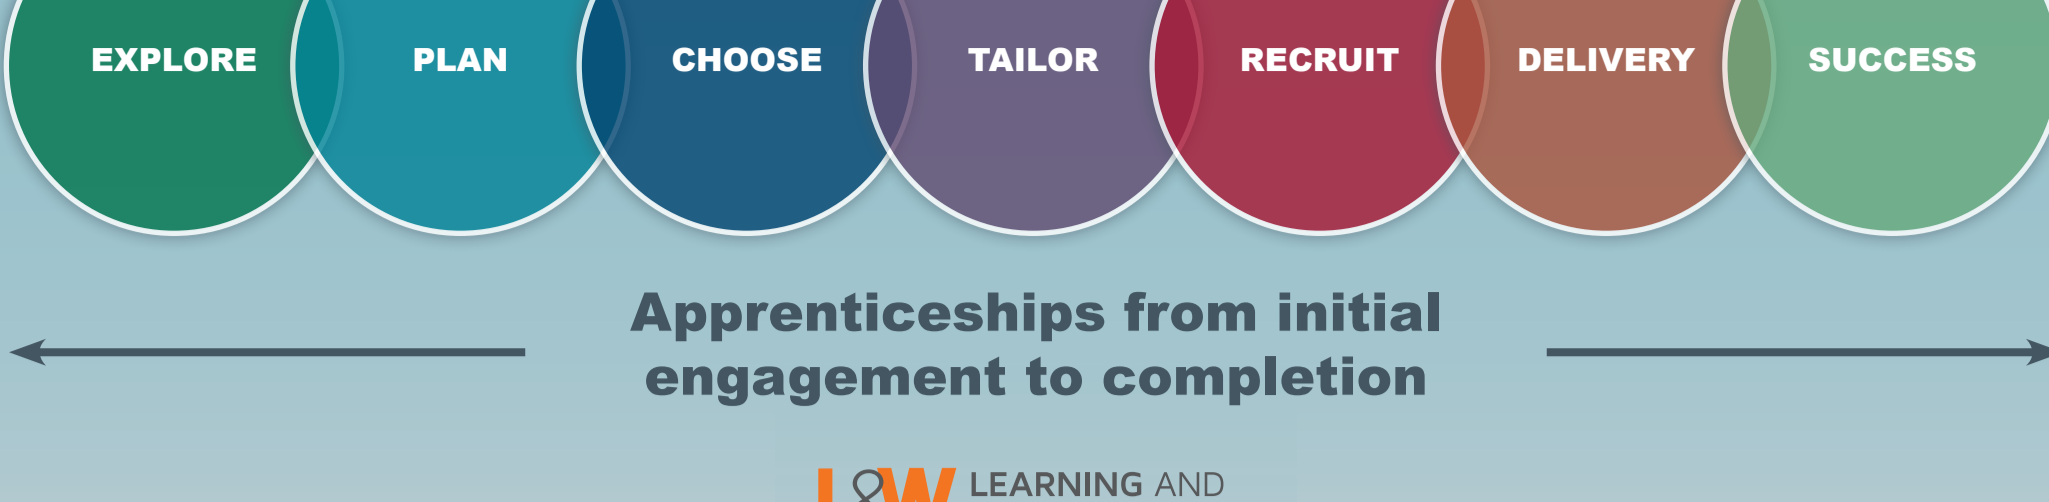 EXPLORE PLAN CHOOSE TAILOR RECRUIT DELIVERY SUCCESS
Apprenticeships from initial
engagement to completion
L&W LEARNING AND